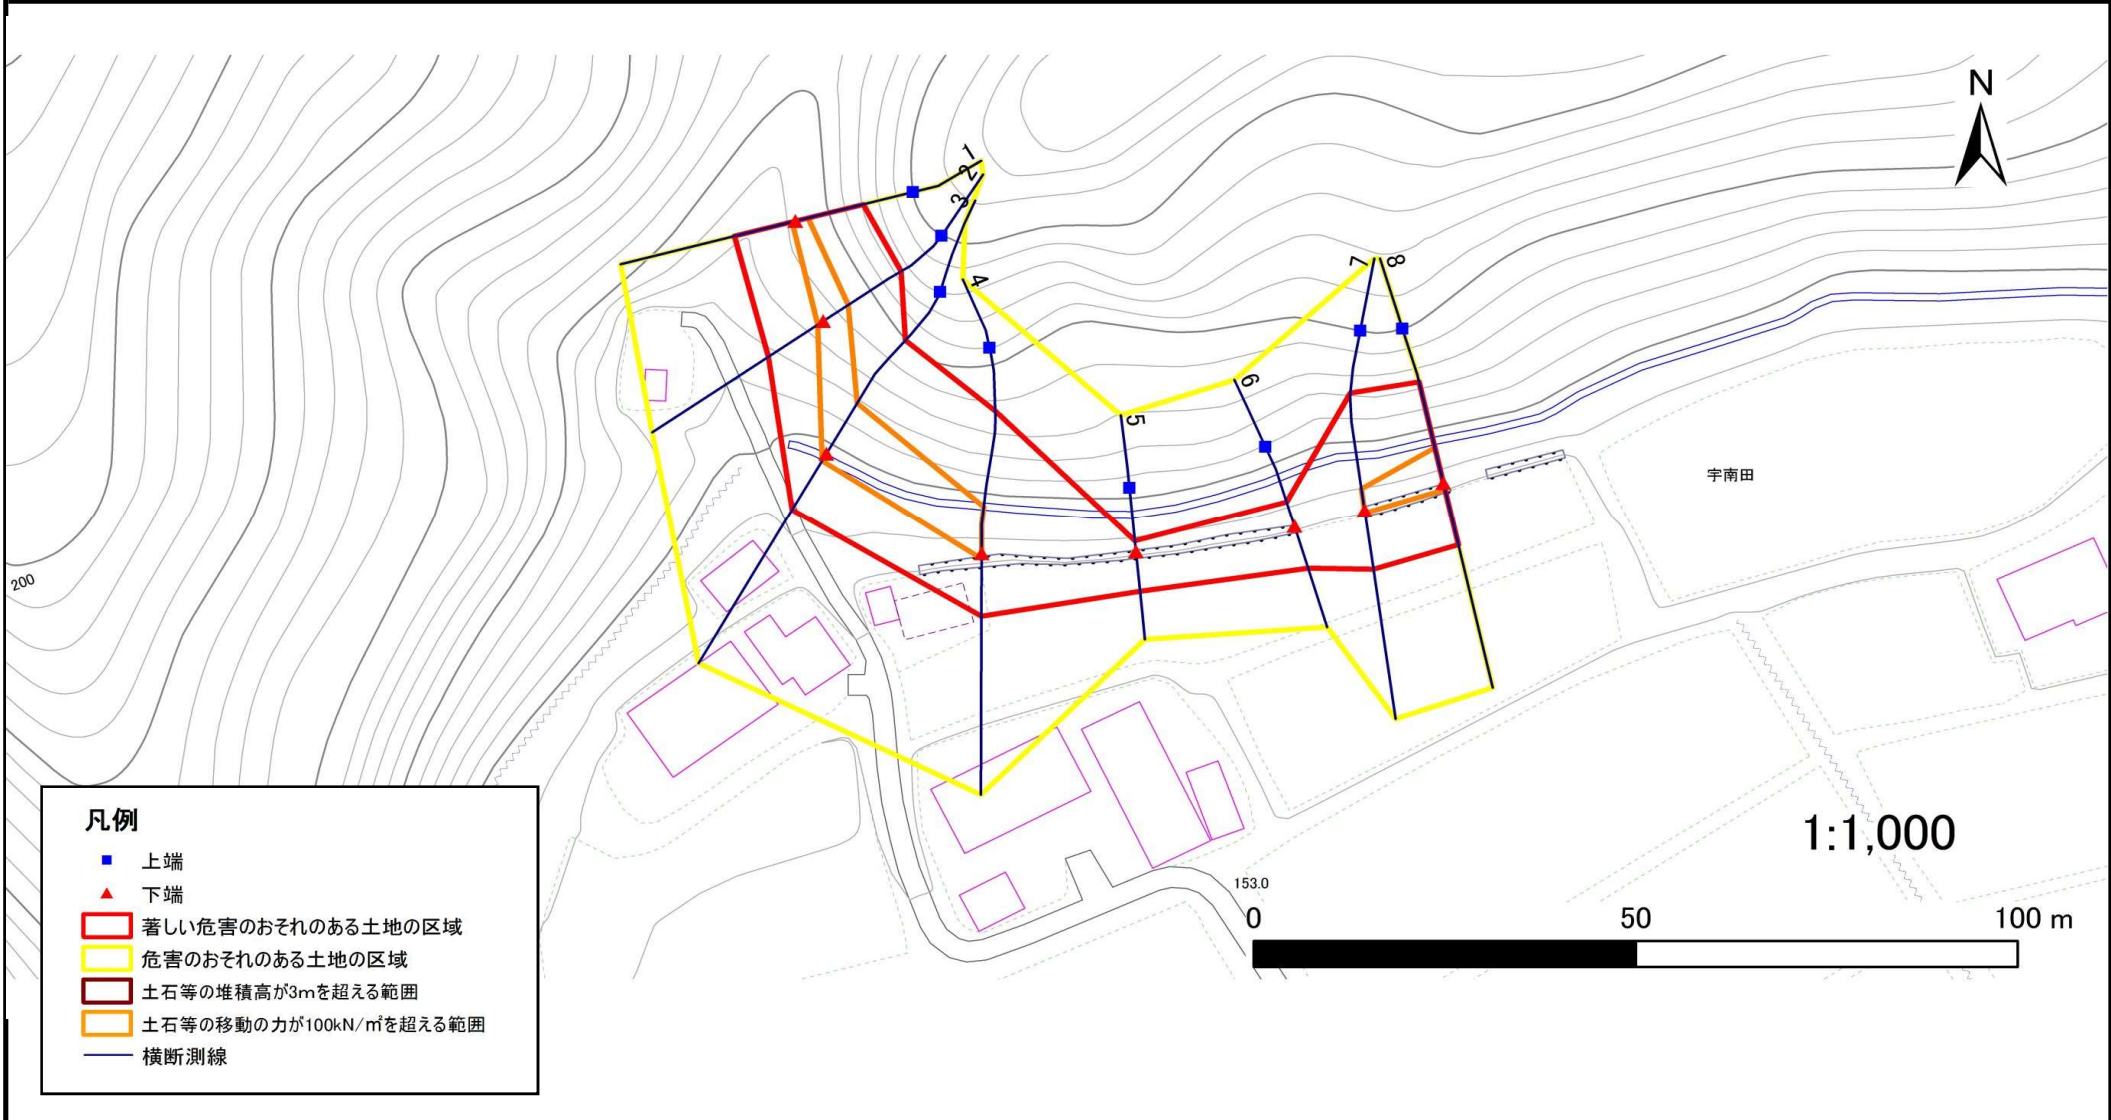 N
1
2
3
4
5
6
7
8
宇南田
200
153.0
1:1,000
0 50 100 m
凡例
上端
下端
著しい危害のおそれのある土地の区域
危害のおそれのある土地の区域
土石等の堆積高が3mを超える範囲
土石等の移動の力が100kN/㎡を超える範囲
横断測線